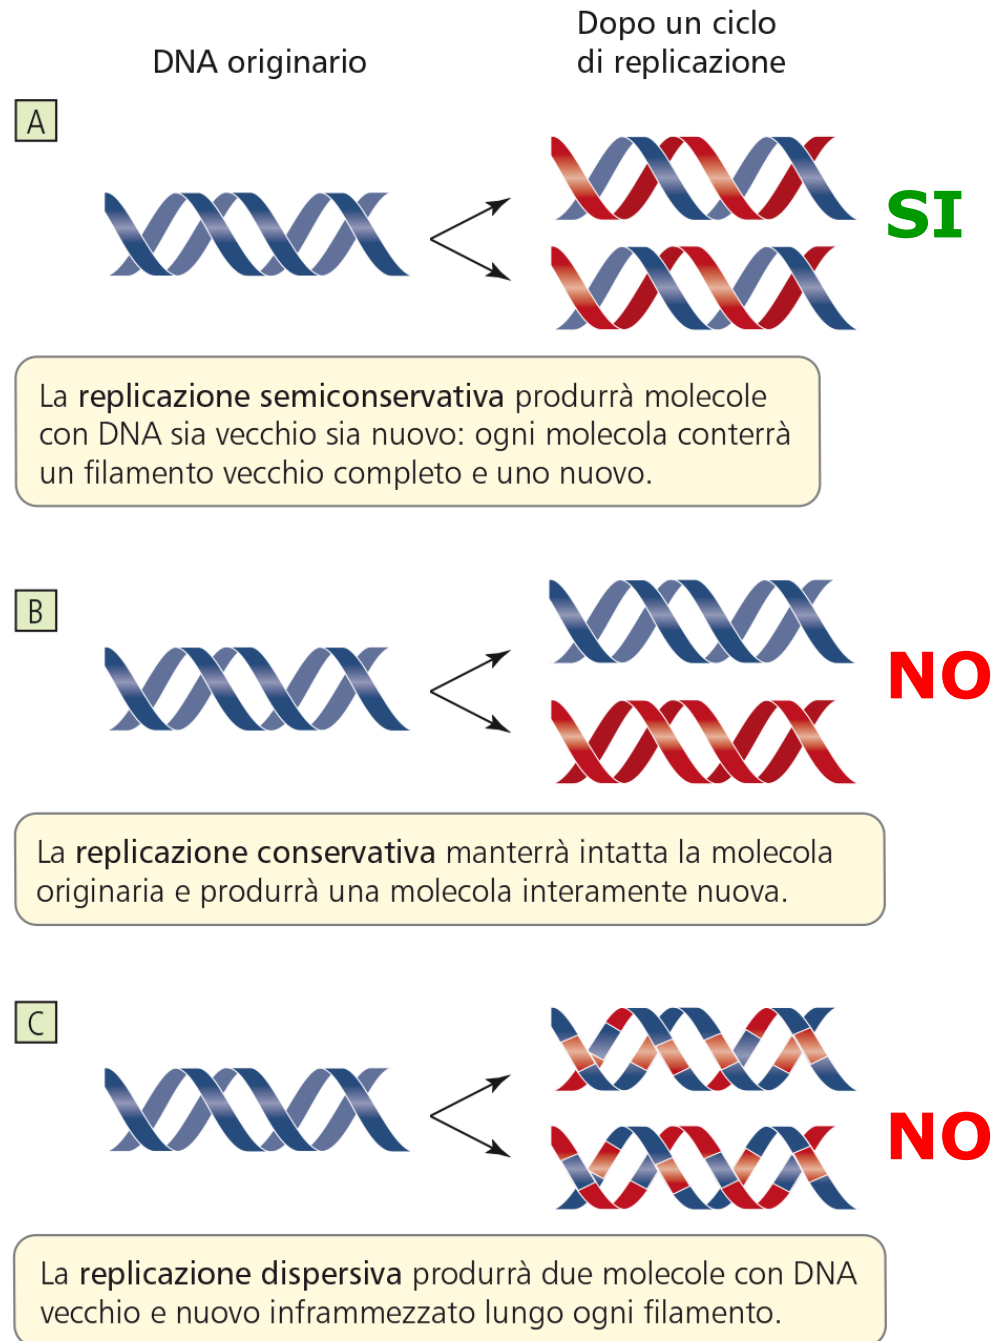 DNA originario
Dopo un ciclo
di replicazione
A
SI
La replicazione semiconservativa produrrà molecole
con DNA sia vecchio sia nuovo: ogni molecola conterrà
un filamento vecchio completo e uno nuovo.
B
NO
La replicazione conservativa manterrà intatta la molecola
originaria e produrrà una molecola interamente nuova.
C
NO
La replicazione dispersiva produrrà due molecole con DNA
vecchio e nuovo inframmezzato lungo ogni filamento.